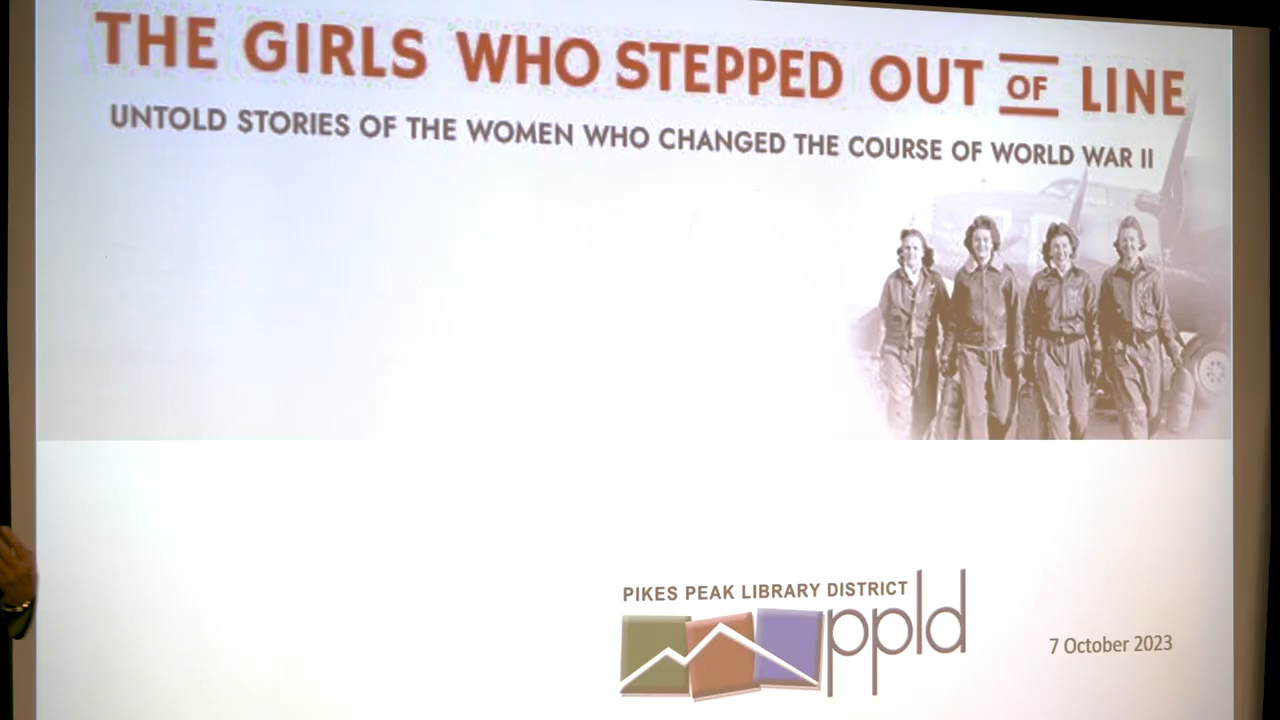 THE GIRLS WHO STEPPED OUT OF LINE
UNTOLD STORIES OF THE WOMEN WHO CHANGED THE COURSE OF WORLD WAR II
PIKES PEAK LIBRARY DISTRICT
ppld
7 October 2023